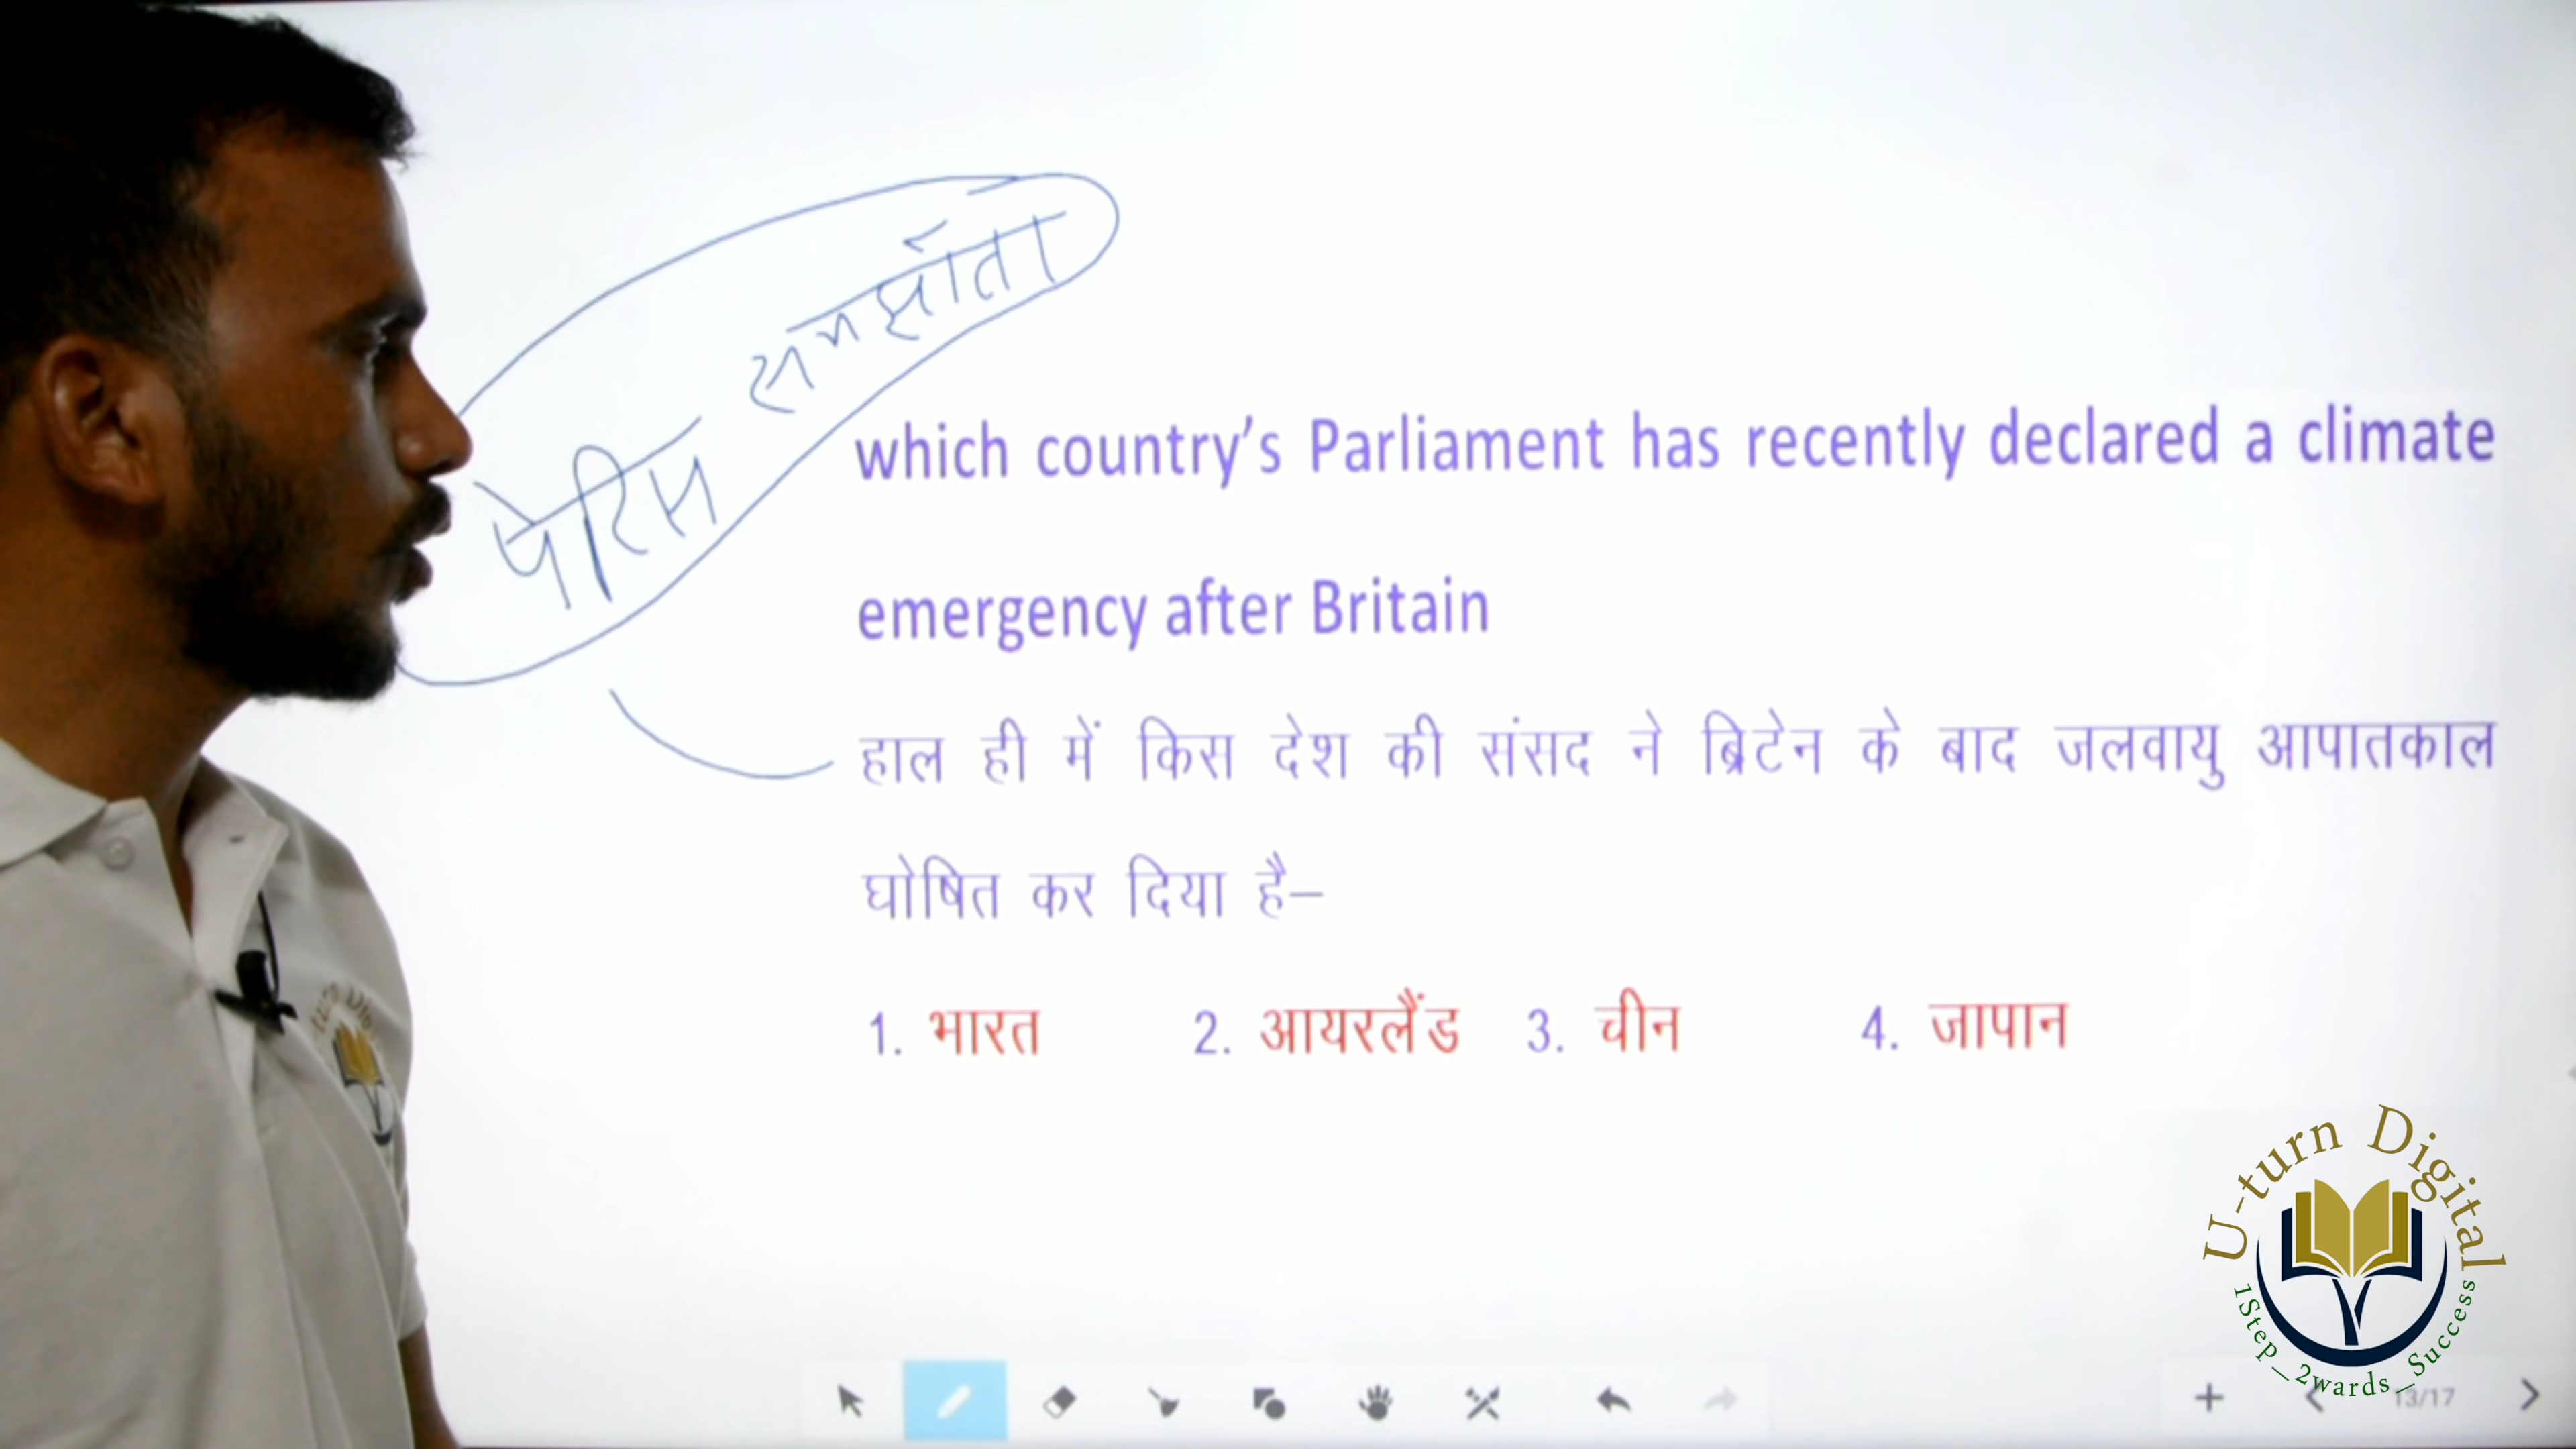 पेरिस समझौता
which country's Parliament has recently declared a climate
emergency after Britain
हाल ही में किस देश की संसद ने ब्रिटेन के बाद जलवायु आपातकाल
घोषित कर दिया है–
1. भारत 2. आयरलैंड 3. चीन 4. जापान
U-turn Digital
1Step_2wards_Success
13/17